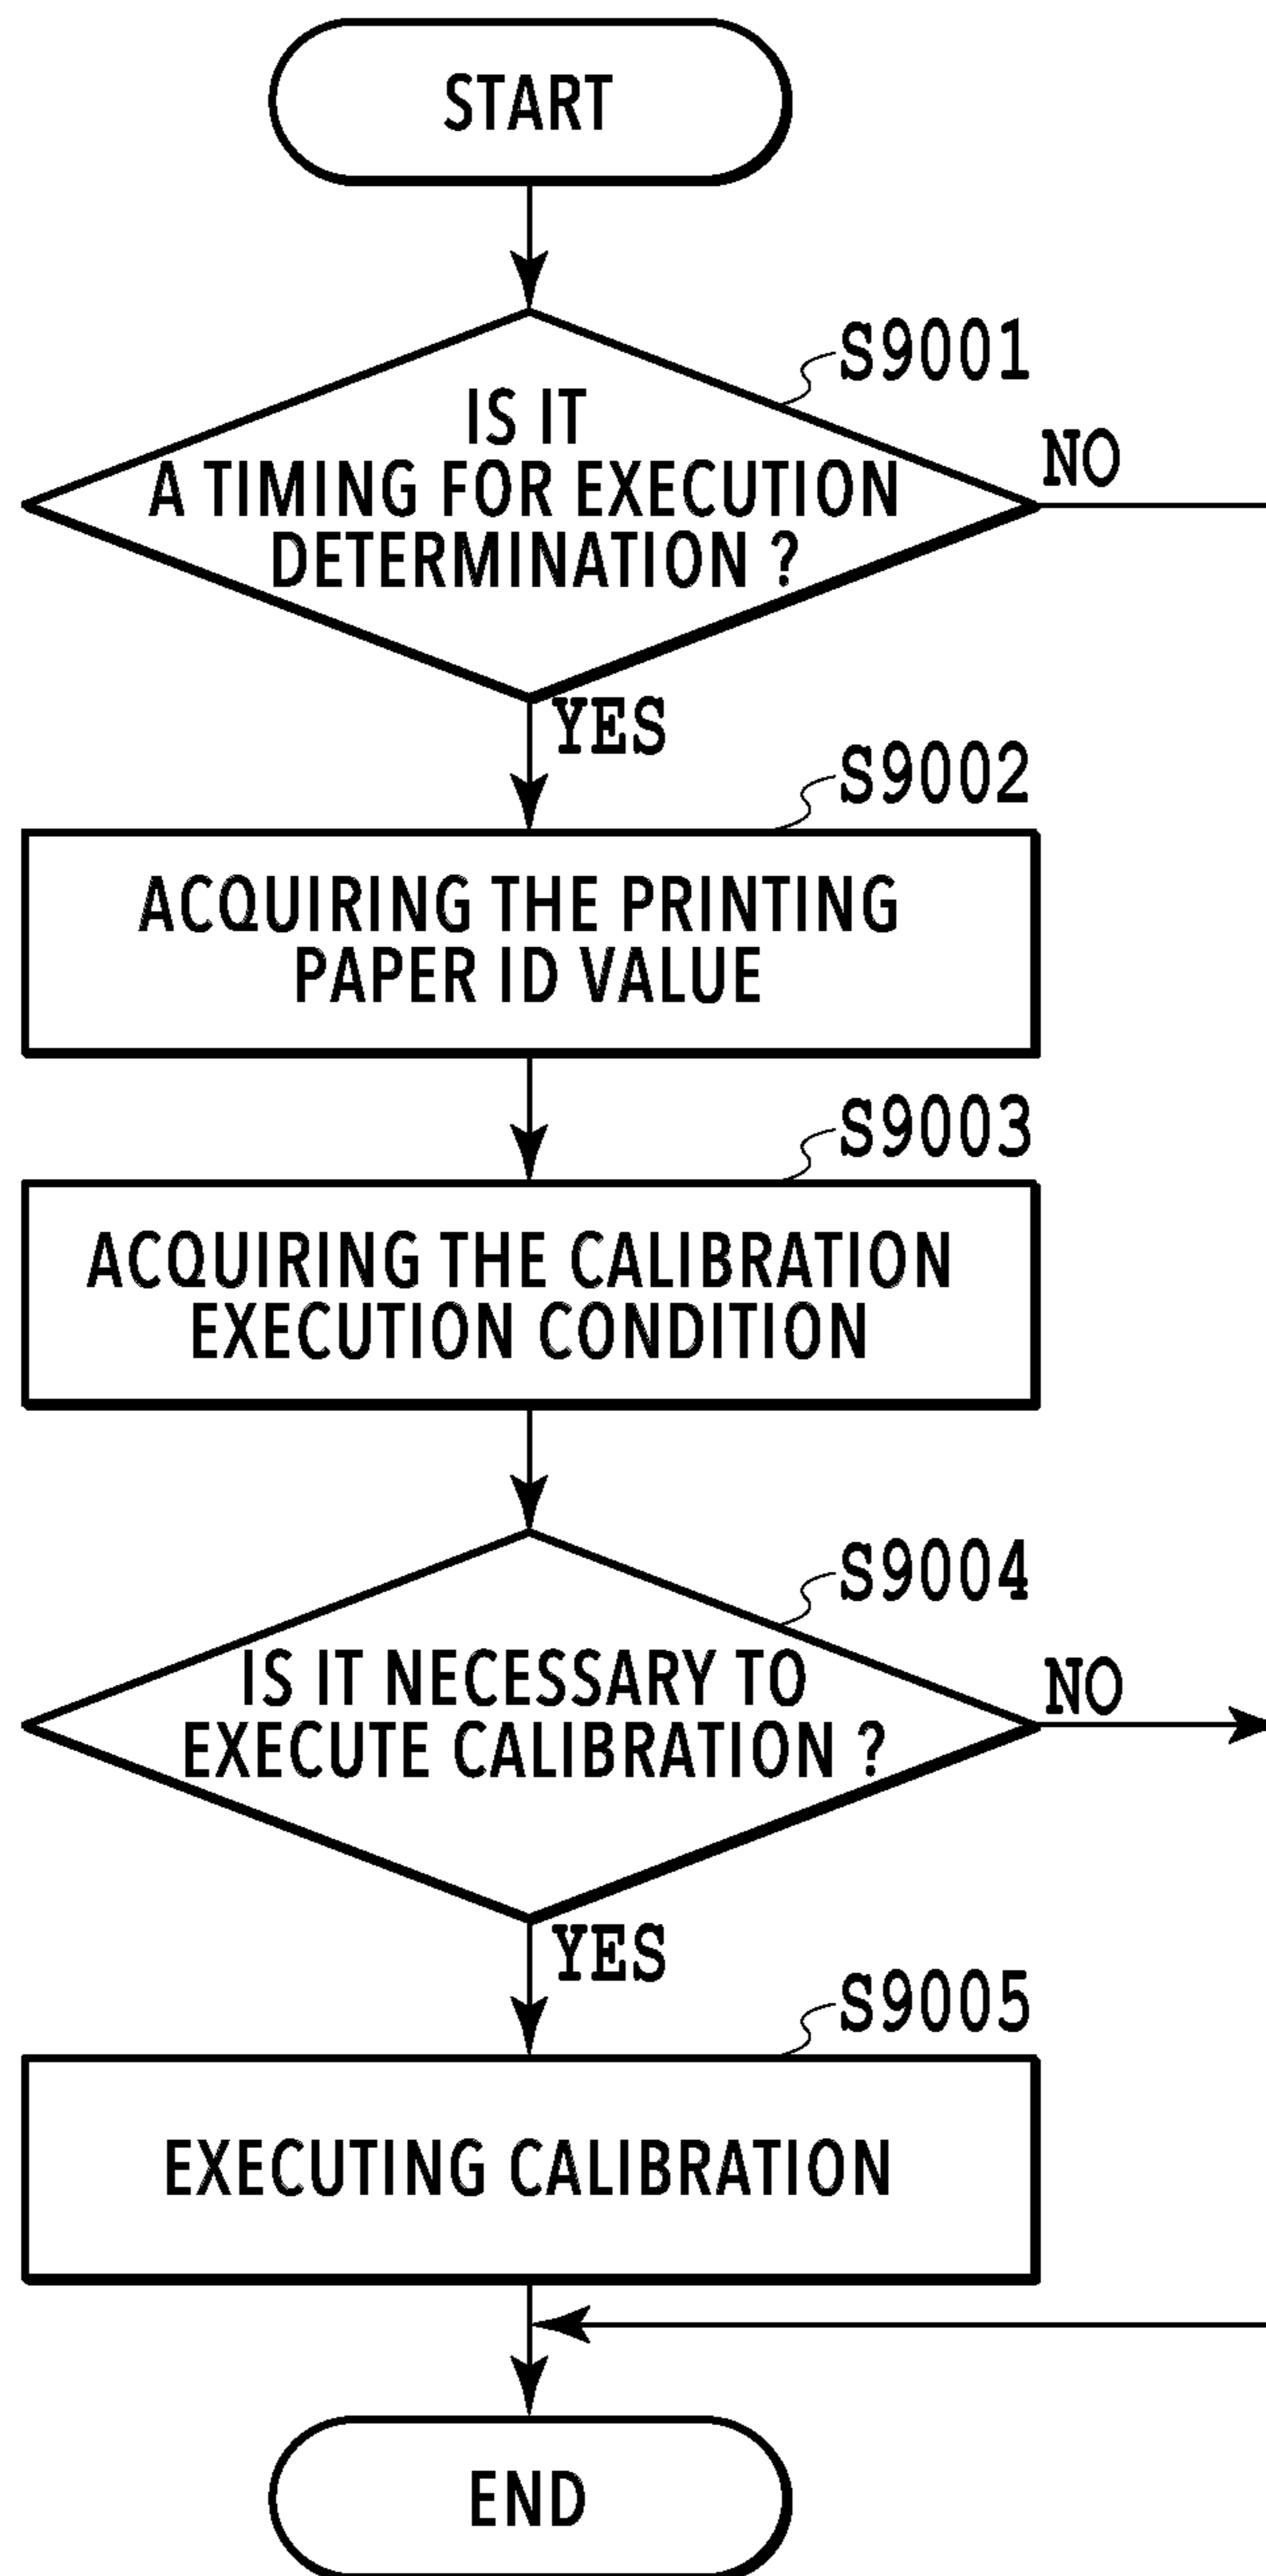 START
S9001
IS IT
A TIMING FOR EXECUTION
DETERMINATION ?
NO
YES
S9002
ACQUIRING THE PRINTING
PAPER ID VALUE
S9003
ACQUIRING THE CALIBRATION
EXECUTION CONDITION
S9004
IS IT NECESSARY TO
EXECUTE CALIBRATION ?
NO
YES
S9005
EXECUTING CALIBRATION
END